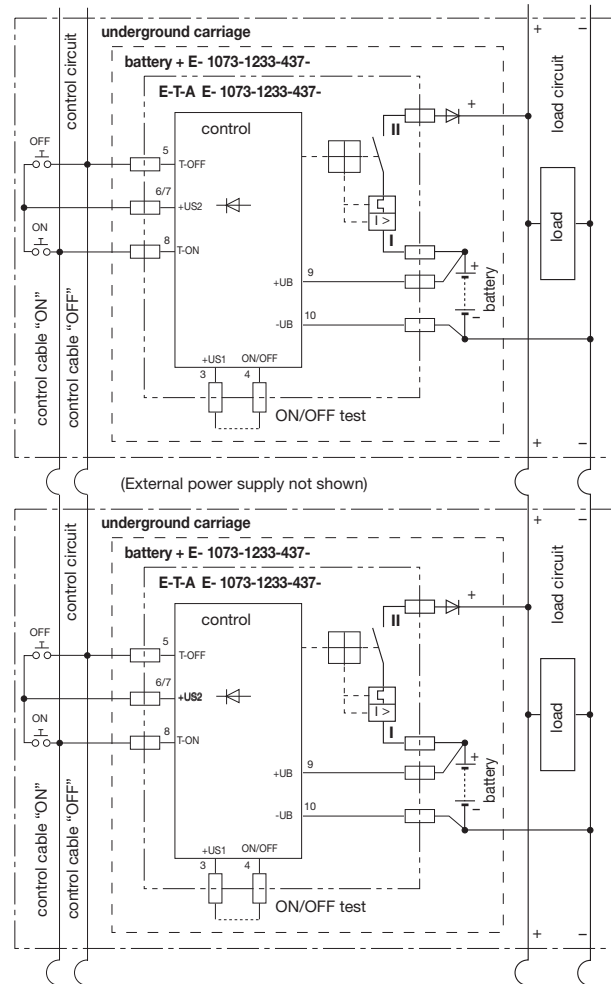 underground carriage
+
–
battery + E- 1073-1233-437-
E-T-A E- 1073-1233-437-
control circuit
load circuit
control
II
+
OFF
5
T-OFF
6/7
+US2
I >
load
ON
8
T-ON
I
9
+UB
+
battery
10
-UB
–
control cable “ON”
control cable “OFF”
+US1
ON/OFF
3
4
ON/OFF test
+
–
(External power supply not shown)
underground carriage
+
–
battery + E- 1073-1233-437-
E-T-A E- 1073-1233-437-
control circuit
load circuit
control
II
+
OFF
5
T-OFF
6/7
+US2
I >
load
ON
8
T-ON
I
9
+UB
+
battery
10
-UB
–
control cable “ON”
control cable “OFF”
+US1
ON/OFF
3
4
ON/OFF test
+
–